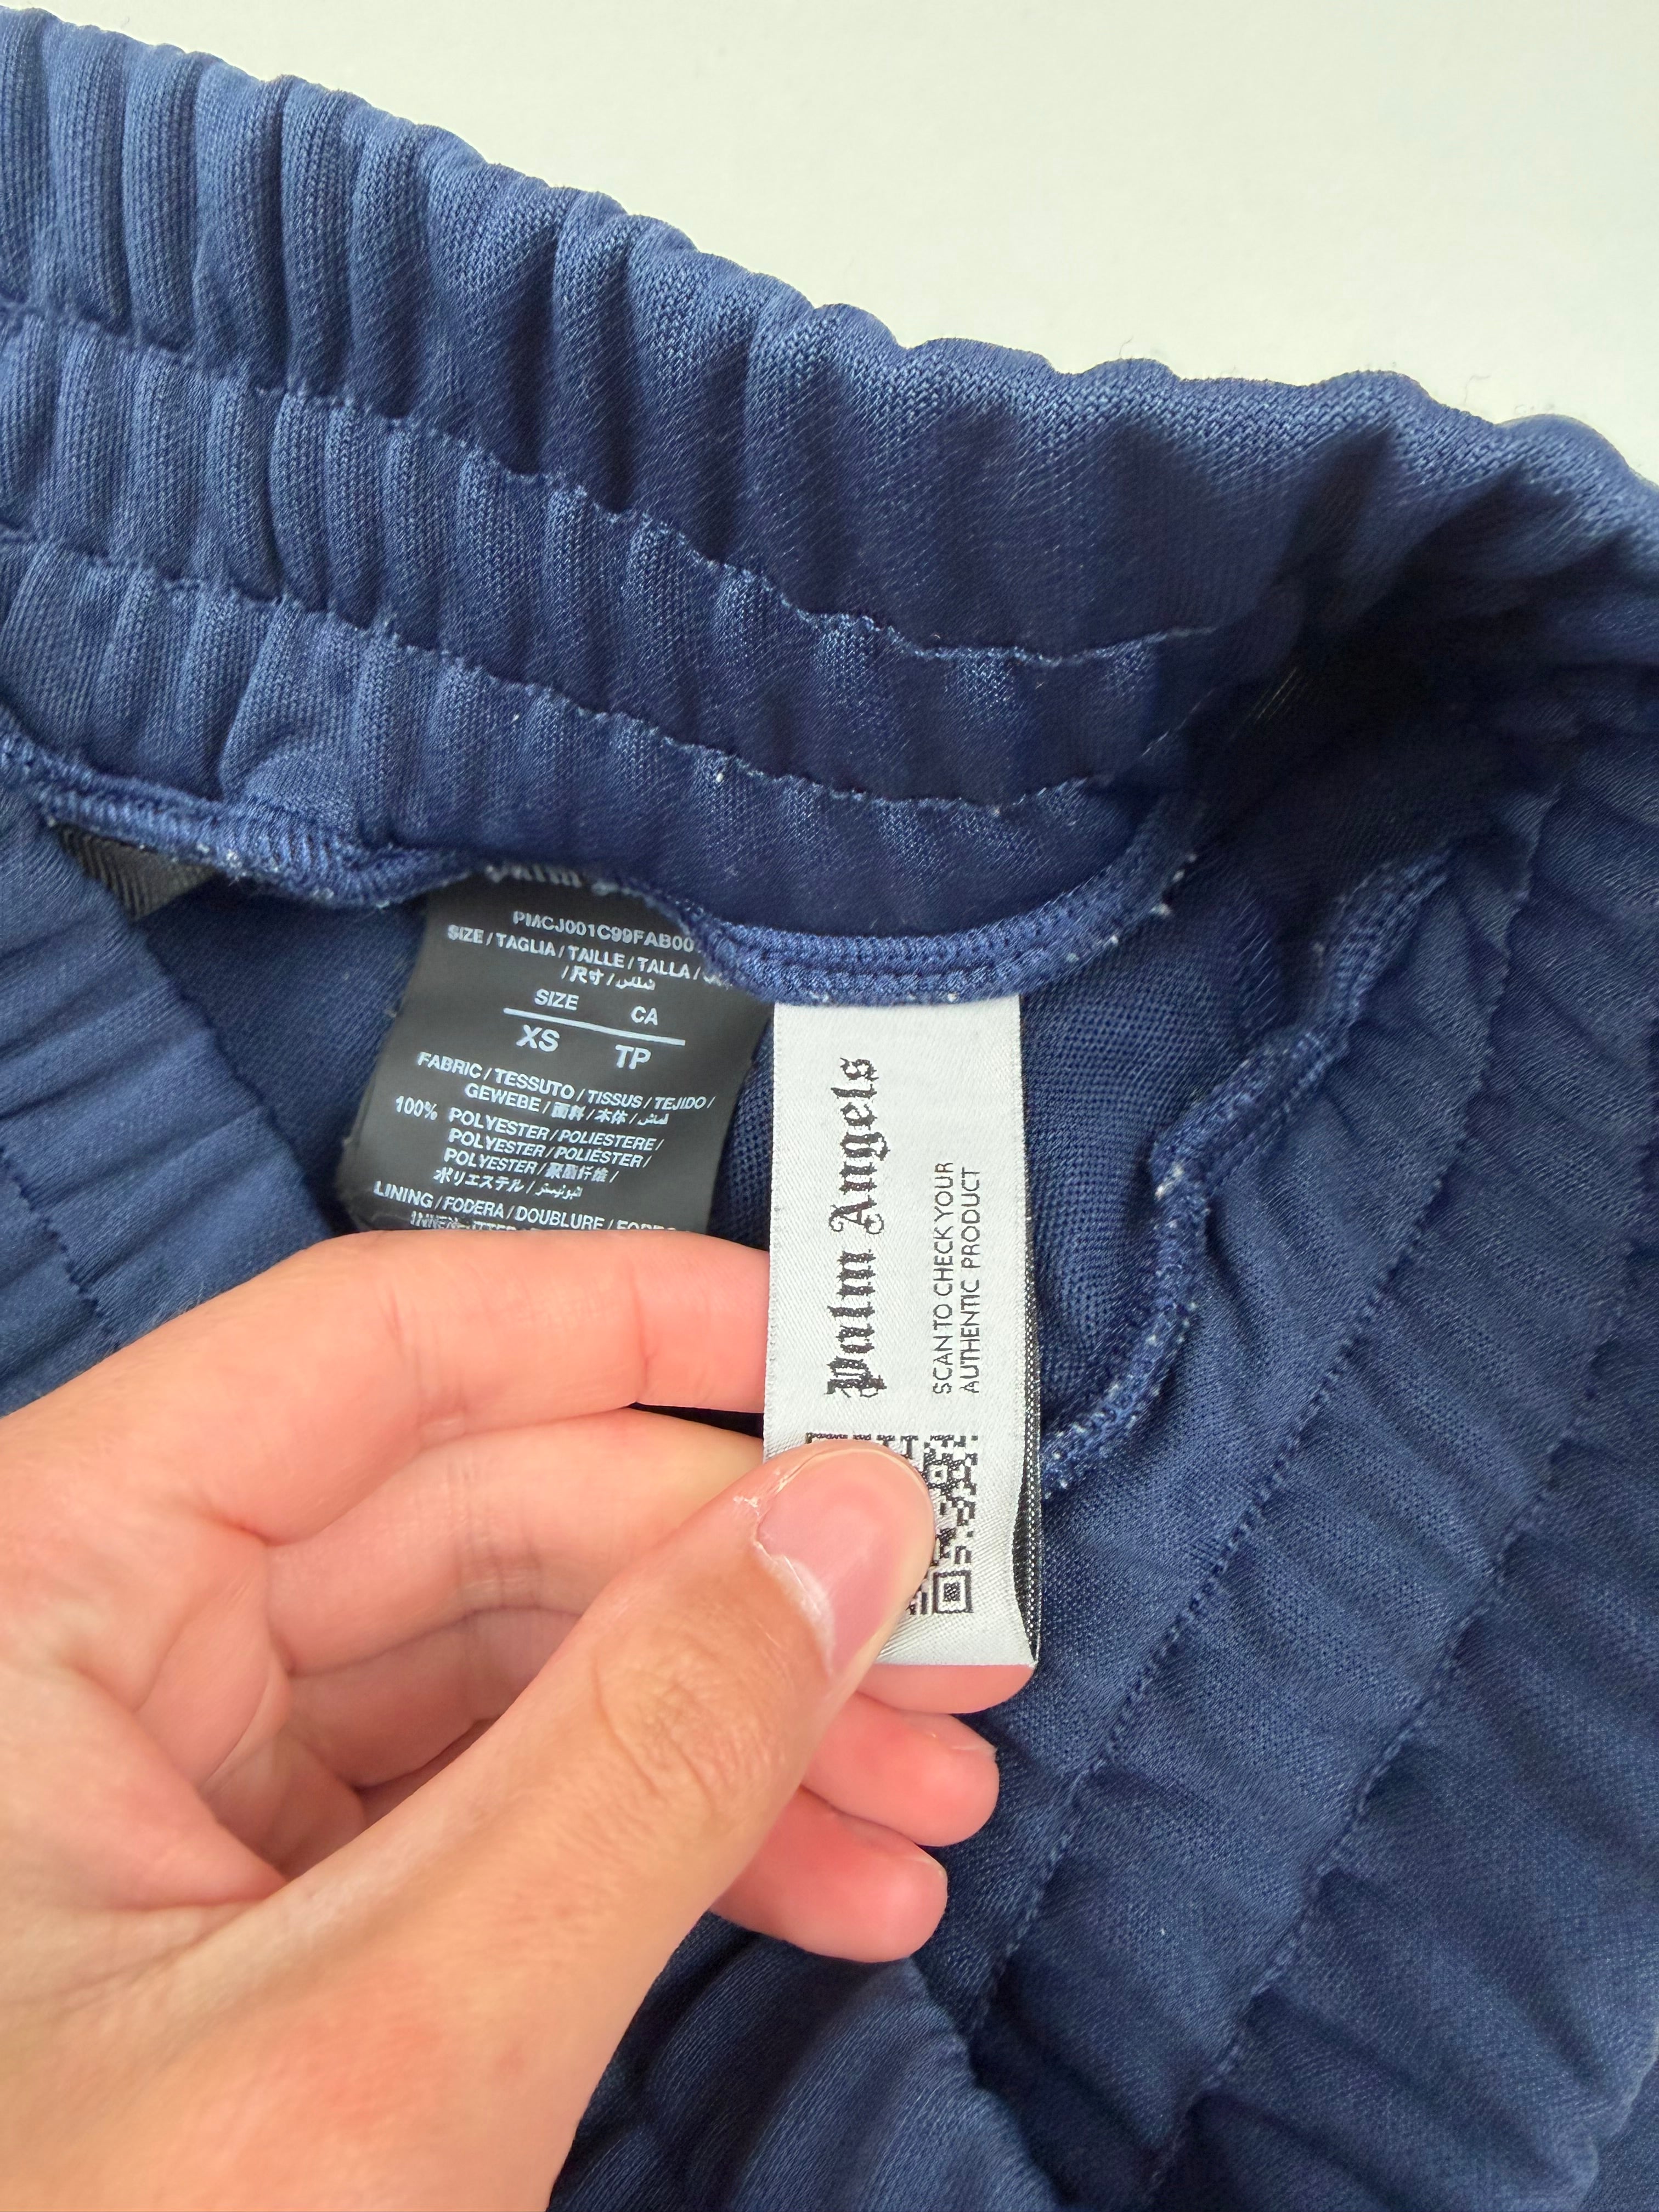 PMCJ001C99FAB00
SIZE / TAGLIA / TAILLE / TALLA /
/ 尺寸 /
SIZE CA
XS TP
FABRIC / TESSUTO / TISSUS / TEJIDO /
GEWEBE / 面料 / 本体 / قماش /
100% POLYESTER / POLIESTERE /
POLYESTER / POLIÉSTER /
POLYESTER / 聚酯纤维 /
ポリエステル /
LINING / FODERA / DOUBLURE /
Palm Angels
SCAN TO CHECK YOUR
AUTHENTIC PRODUCT